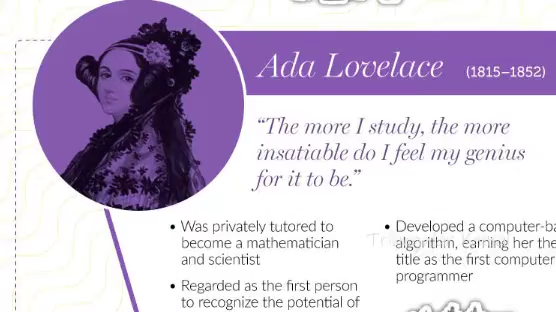 Ada Lovelace (1815–1852)
“The more I study, the more
insatiable do I feel my genius
for it to be.”
• Was privately tutored to
become a mathematician
and scientist
• Regarded as the first person
to recognize the potential of
• Developed a computer-ba
algorithm, earning her the
title as the first computer
programmer